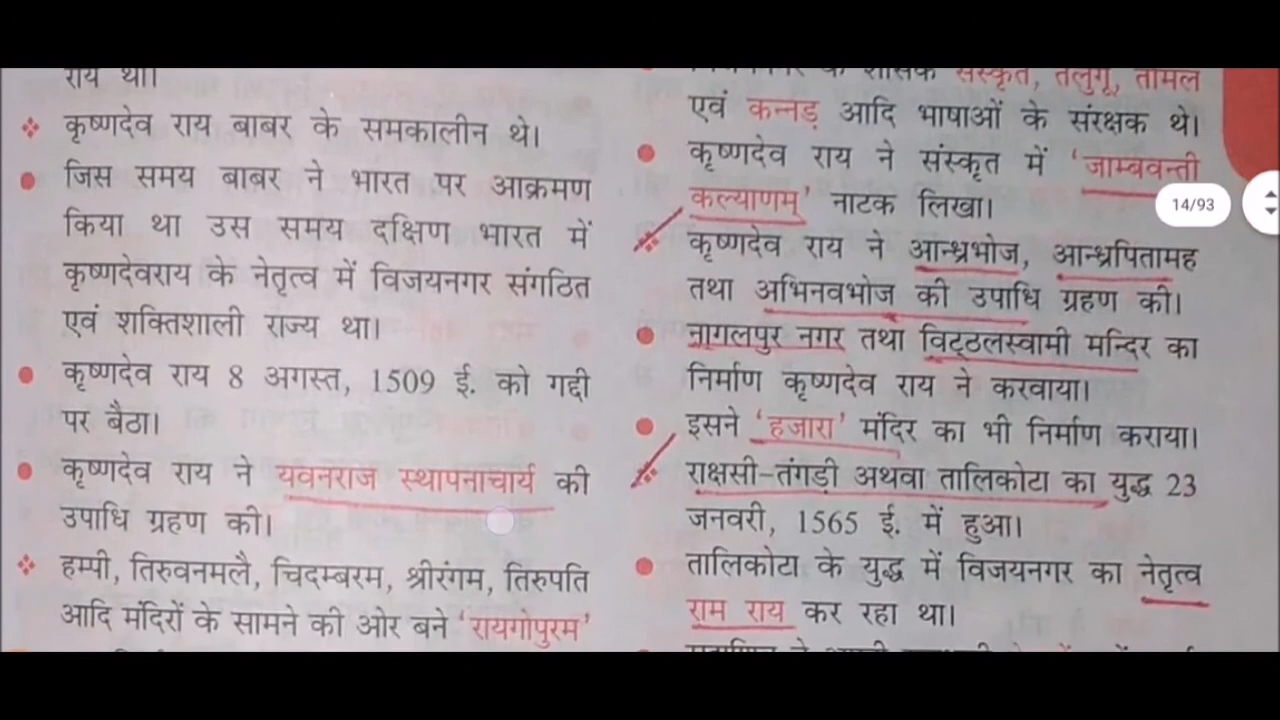 राय था।
❖ कृष्णदेव राय बाबर के समकालीन थे।
● जिस समय बाबर ने भारत पर आक्रमण
किया था उस समय दक्षिण भारत में
कृष्णदेवराय के नेतृत्व में विजयनगर संगठित
एवं शक्तिशाली राज्य था।
● कृष्णदेव राय 8 अगस्त, 1509 ई. को गद्दी
पर बैठा।
● कृष्णदेव राय ने यवनराज स्थापनाचार्य की
उपाधि ग्रहण की।
❖ हम्पी, तिरुवनमलै, चिदम्बरम, श्रीरंगम, तिरुपति
आदि मंदिरों के सामने की ओर बने 'रायगोपुरम'
के शासक संस्कृत, तेलुगू, तमिल
एवं कन्नड़ आदि भाषाओं के संरक्षक थे।
● कृष्णदेव राय ने संस्कृत में 'जाम्बवन्ती
कल्याणम्' नाटक लिखा।
❖ कृष्णदेव राय ने आन्ध्रभोज, आन्ध्रपितामह
तथा अभिनवभोज की उपाधि ग्रहण की।
● नागलपुर नगर तथा विट्ठलस्वामी मन्दिर का
निर्माण कृष्णदेव राय ने करवाया।
● इसने 'हजारा' मंदिर का भी निर्माण कराया।
❖ राक्षसी-तंगड़ी अथवा तालिकोटा का युद्ध 23
जनवरी, 1565 ई. में हुआ।
● तालिकोटा के युद्ध में विजयनगर का नेतृत्व
राम राय कर रहा था।
14/93